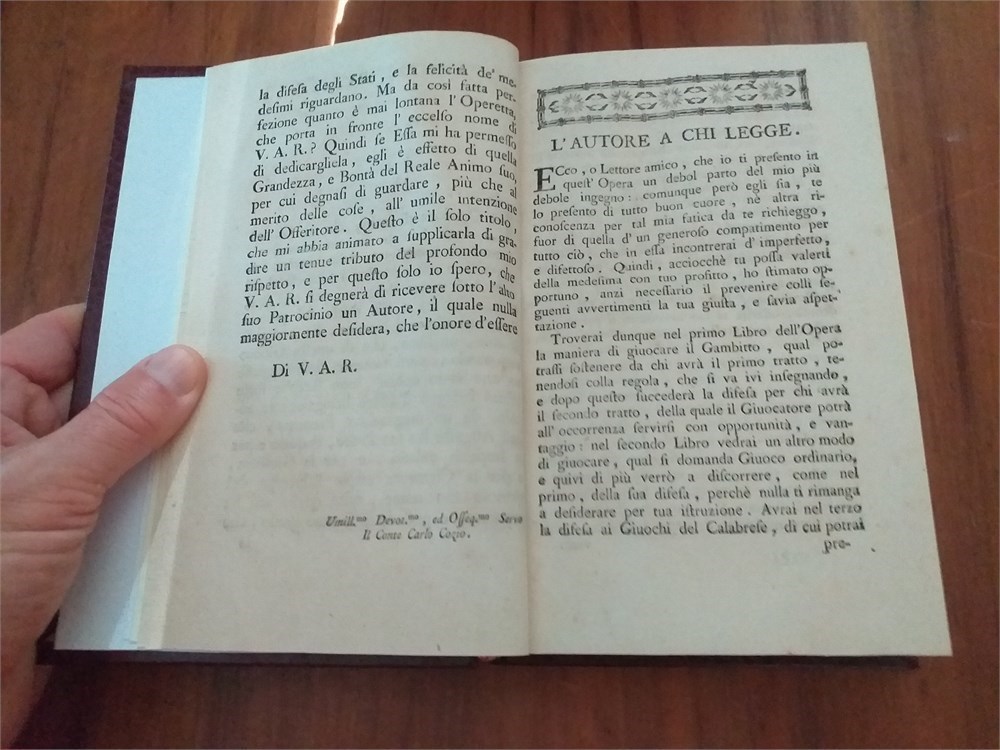 la difeſa degli Stati, e la felicità de' me-
deſimi riguardano. Ma da così fatta per-
fezione quanto è mai lontana l'Operetta,
che porta in fronte l'eccelſo nome di
V. A. R.? Quindi ſe Eſſa mi ha permeſſo
di dedicargliela, egli è effetto di quella
Grandezza, e Bontà del Reale Animo ſuo,
per cui degnaſi di guardare, più che al
merito delle coſe, all'umile intenzione
dell'Offeritore. Queſto è il ſolo titolo,
che mi abbia animato a ſupplicarla di gra-
dire un tenue tributo del profondo mio
riſpetto, e per queſto ſolo io ſpero, che
V. A. R. ſi degnerà di ricevere ſotto l'alto
ſuo Patrocinio un Autore, il quale nulla
maggiormente deſidera, che l'onore d'eſſere
Di V. A. R.
Umill.mo Devot.mo, ed Oſſeq.mo Servo
Il Conte Carlo Cozio.
L'AUTORE A CHI LEGGE.
ECco, o Lettore amico, che io ti preſento in
queſt'Opera un debol parto del mio più
debole ingegno: comunque però egli ſia, te
lo preſento di tutto buon cuore, nè altra ri-
conoſcenza per tal mia fatica da te richieggo,
fuor di quella d'un generoſo compatimento per
tutto ciò, che in eſſa incontrerai d'imperfetto,
e difettoſo. Quindi, acciocchè tu poſſa valerti
della medeſima con tuo profitto, ho ſtimato op-
portuno, anzi neceſſario il prevenire colli ſe-
guenti avvertimenti la tua giuſta, e ſavia aſpet-
tazione.
Troverai dunque nel primo Libro dell'Opera
la maniera di giuocare il Gambitto, qual po-
traſſi ſoſtenere da chi avrà il primo tratto, te-
nendoſi colla regola, che ſi va ivi inſegnando,
e dopo queſto ſuccederà la difeſa per chi avrà
il ſecondo tratto, della quale il Giuocatore potrà
all'occorrenza ſervirſi con opportunità, e van-
taggio: nel ſecondo Libro vedrai un altro modo
di giuocare, qual ſi domanda Giuoco ordinario,
e quivi di più verrò a diſcorrere, come nel
primo, della ſua difeſa, perchè nulla ti rimanga
a deſiderare per tua iſtruzione. Avrai nel terzo
la difeſa ai Giuochi del Calabreſe, di cui potrai
pre-